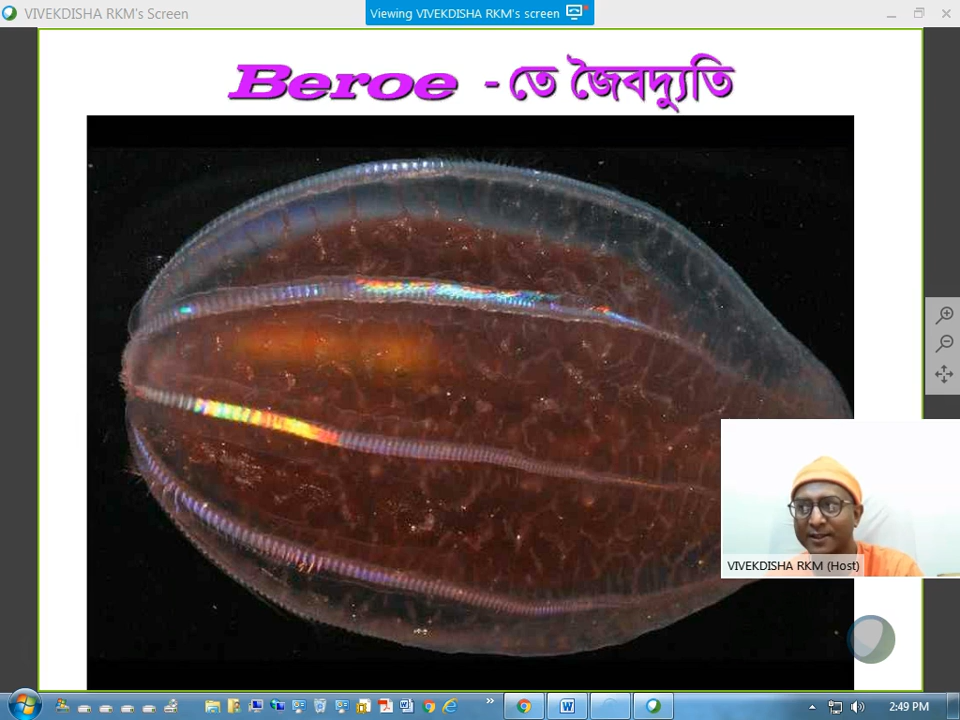 VIVEKDISHA RKM's Screen
Viewing VIVEKDISHA RKM's screen
Beroe - তে জৈবদ্যুতি
VIVEKDISHA RKM (Host)
2:49 PM